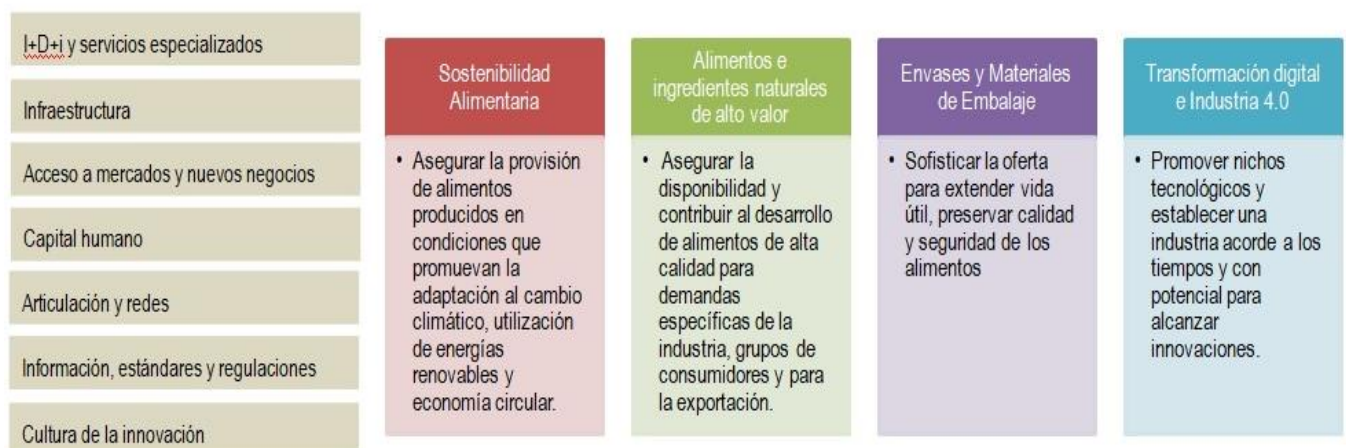 I+D+i y servicios especializados
Infraestructura
Acceso a mercados y nuevos negocios
Capital humano
Articulación y redes
Información, estándares y regulaciones
Cultura de la innovación
Sostenibilidad
Alimentaria
• Asegurar la provisión
de alimentos
producidos en
condiciones que
promuevan la
adaptación al cambio
climático, utilización
de energías
renovables y
economía circular.
Alimentos e
ingredientes naturales
de alto valor
• Asegurar la
disponibilidad y
contribuir al desarrollo
de alimentos de alta
calidad para
demandas
específicas de la
industria, grupos de
consumidores y para
la exportación.
Envases y Materiales
de Embalaje
• Sofisticar la oferta
para extender vida
útil, preservar calidad
y seguridad de los
alimentos
Transformación digital
e Industria 4.0
• Promover nichos
tecnológicos y
establecer una
industria acorde a los
tiempos y con
potencial para
alcanzar
innovaciones.